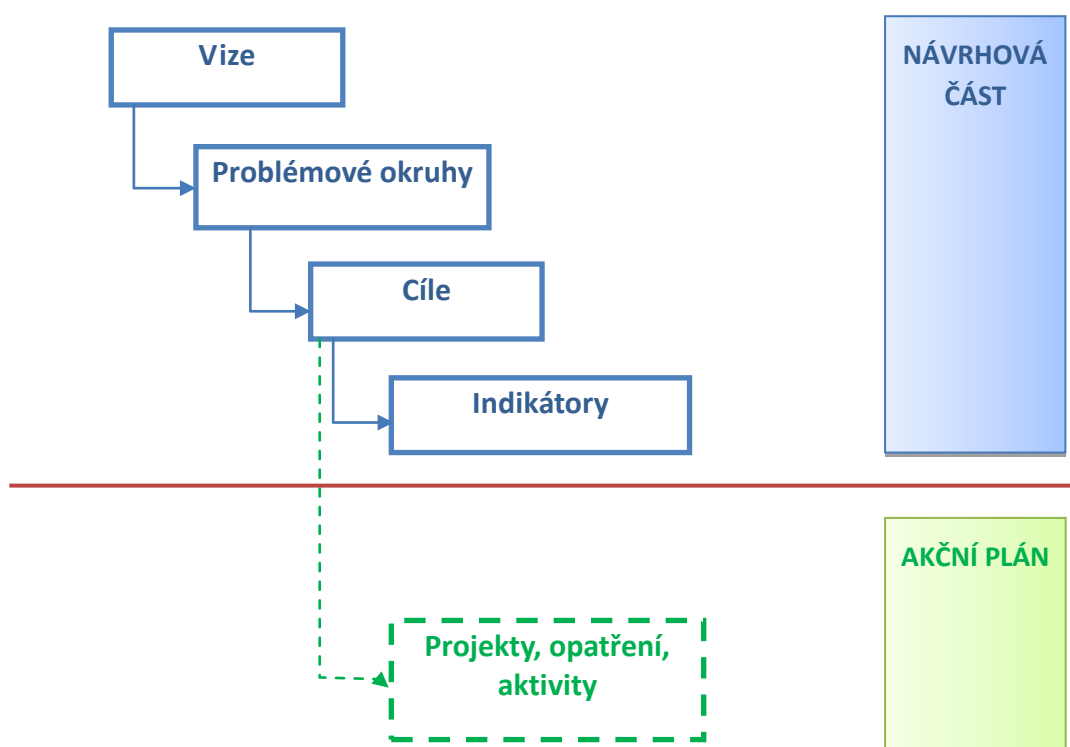 Vize
NÁVRHOVÁ
ČÁST
Problémové okruhy
Cíle
Indikátory
AKČNÍ PLÁN
Projekty, opatření,
aktivity